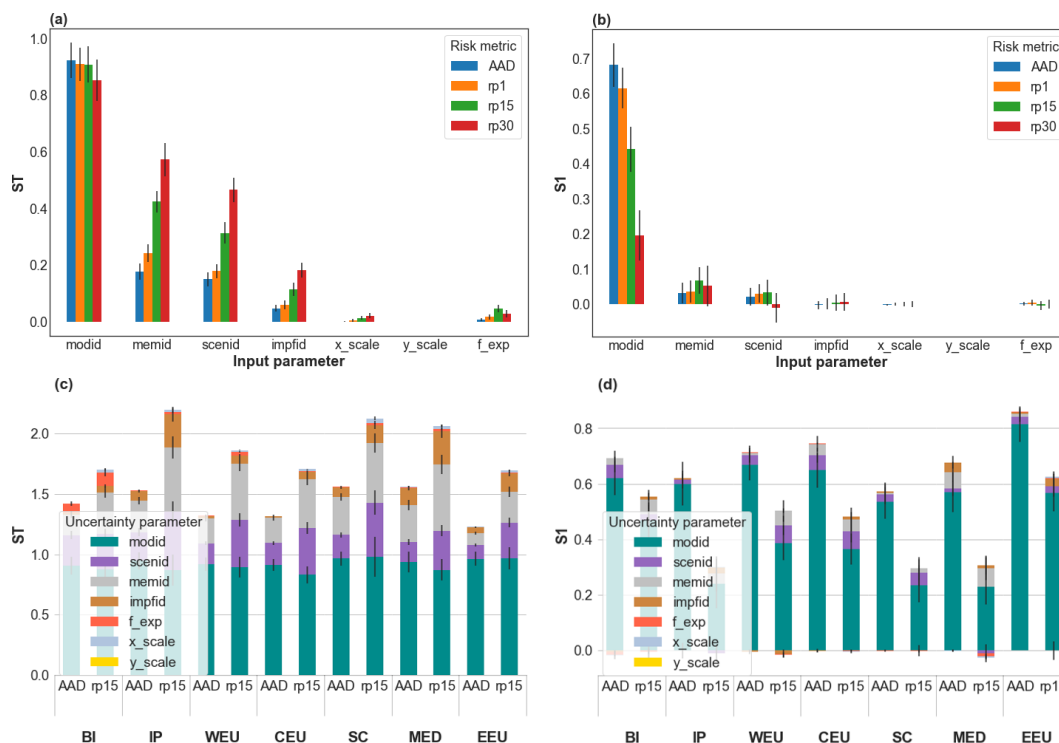 (a)
1.0
0.8
0.6
0.4
0.2
0.0
ST
Risk metric
AAD
rp1
rp15
rp30
modid memid scenid impfid x_scale y_scale f_exp
Input parameter
(b)
0.7
0.6
0.5
0.4
0.3
0.2
0.1
0.0
S1
Risk metric
AAD
rp1
rp15
rp30
modid memid scenid impfid x_scale y_scale f_exp
Input parameter
(c)
2.0
1.5
1.0
0.5
0.0
ST
Uncertainty parameter
modid
scenid
memid
impfid
f_exp
x_scale
y_scale
AAD rp15 AAD rp15 AAD rp15 AAD rp15 AAD rp15 AAD rp15 AAD rp15
BI IP WEU CEU SC MED EEU
(d)
0.8
0.6
0.4
0.2
0.0
S1
Uncertainty parameter
modid
scenid
memid
impfid
f_exp
x_scale
y_scale
AAD rp15 AAD rp15 AAD rp15 AAD rp15 AAD rp15 AAD rp15 AAD rp1
BI IP WEU CEU SC MED EEU